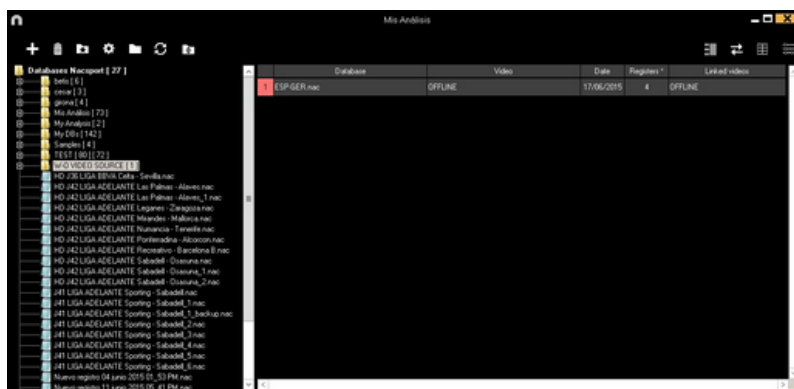 Mis Análisis
Databases Nacsport [ 27 ]
betis [ 6 ]
cesar [ 3 ]
girona [ 4 ]
Mis Análisis [ 73 ]
My Analysis [ 2 ]
My DBs [ 142 ]
Samples [ 4 ]
TEST [ 80 ] [ 72 ]
W-O VIDEO SOURCE [ 1 ]
HD J36 LIGA BBVA Celta - Sevilla.nac
HD J42 LIGA ADELANTE Las Palmas - Alaves.nac
HD J42 LIGA ADELANTE Las Palmas - Alaves_1.nac
HD J42 LIGA ADELANTE Leganes - Zaragoza.nac
HD J42 LIGA ADELANTE Mirandes - Mallorca.nac
HD J42 LIGA ADELANTE Numancia - Tenerife.nac
HD J42 LIGA ADELANTE Ponferradina - Alcorcon.nac
HD J42 LIGA ADELANTE Recreativo - Barcelona B.nac
HD J42 LIGA ADELANTE Sabadell - Osasuna.nac
HD J42 LIGA ADELANTE Sabadell - Osasuna_1.nac
HD J42 LIGA ADELANTE Sabadell - Osasuna_2.nac
J41 LIGA ADELANTE Sporting - Sabadell.nac
J41 LIGA ADELANTE Sporting - Sabadell_1.nac
J41 LIGA ADELANTE Sporting - Sabadell_1_backup.nac
J41 LIGA ADELANTE Sporting - Sabadell_2.nac
J41 LIGA ADELANTE Sporting - Sabadell_3.nac
J41 LIGA ADELANTE Sporting - Sabadell_4.nac
J41 LIGA ADELANTE Sporting - Sabadell_5.nac
J41 LIGA ADELANTE Sporting - Sabadell_6.nac
Nuevo registro 04 junio 2015 01_53 PM.nac
Nuevo registro 11 junio 2015 05_41 PM.nac
Database Video Date Registers * Linked videos
1 ESP-GER.nac OFFLINE 17/06/2015 4 OFFLINE